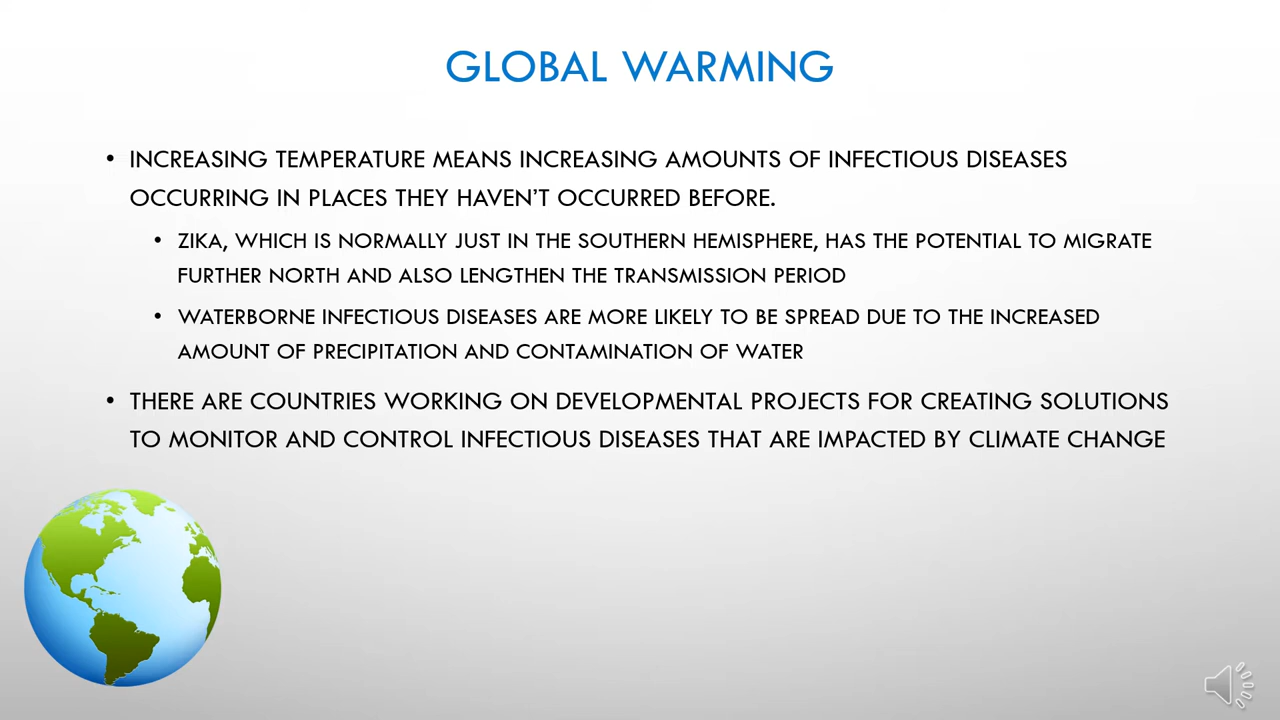 GLOBAL WARMING
• INCREASING TEMPERATURE MEANS INCREASING AMOUNTS OF INFECTIOUS DISEASES
OCCURRING IN PLACES THEY HAVEN'T OCCURRED BEFORE.
• ZIKA, WHICH IS NORMALLY JUST IN THE SOUTHERN HEMISPHERE, HAS THE POTENTIAL TO MIGRATE
FURTHER NORTH AND ALSO LENGTHEN THE TRANSMISSION PERIOD
• WATERBORNE INFECTIOUS DISEASES ARE MORE LIKELY TO BE SPREAD DUE TO THE INCREASED
AMOUNT OF PRECIPITATION AND CONTAMINATION OF WATER
• THERE ARE COUNTRIES WORKING ON DEVELOPMENTAL PROJECTS FOR CREATING SOLUTIONS
TO MONITOR AND CONTROL INFECTIOUS DISEASES THAT ARE IMPACTED BY CLIMATE CHANGE